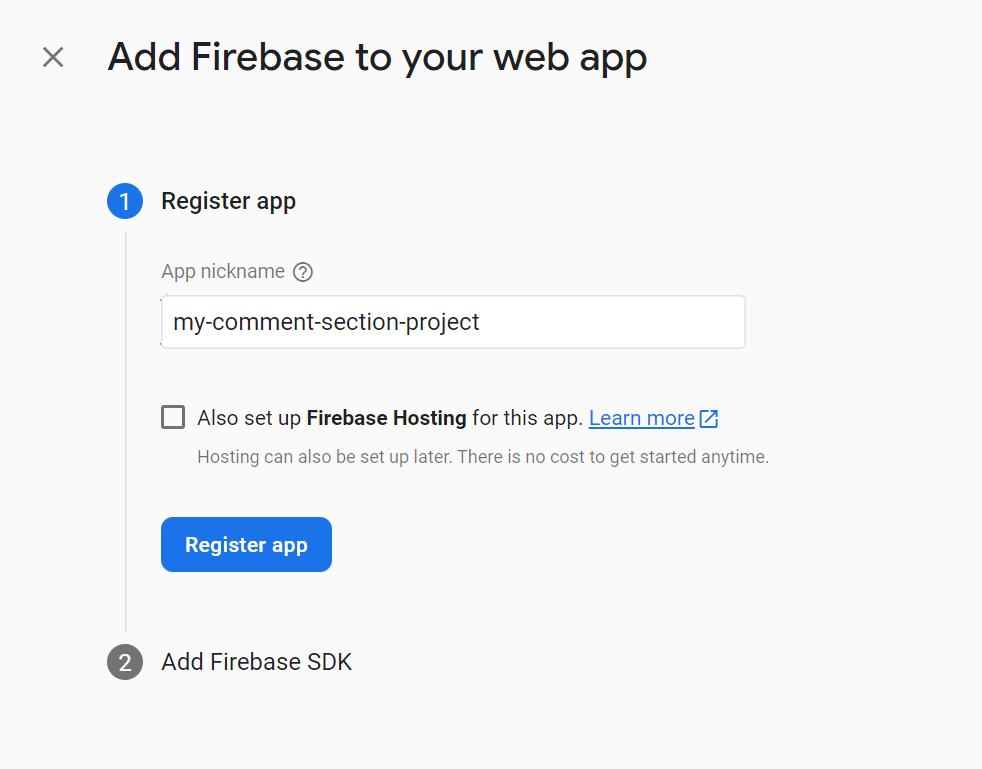 Add Firebase to your web app
1 Register app
App nickname ?
my-comment-section-project
Also set up Firebase Hosting for this app. Learn more
Hosting can also be set up later. There is no cost to get started anytime.
Register app
2 Add Firebase SDK